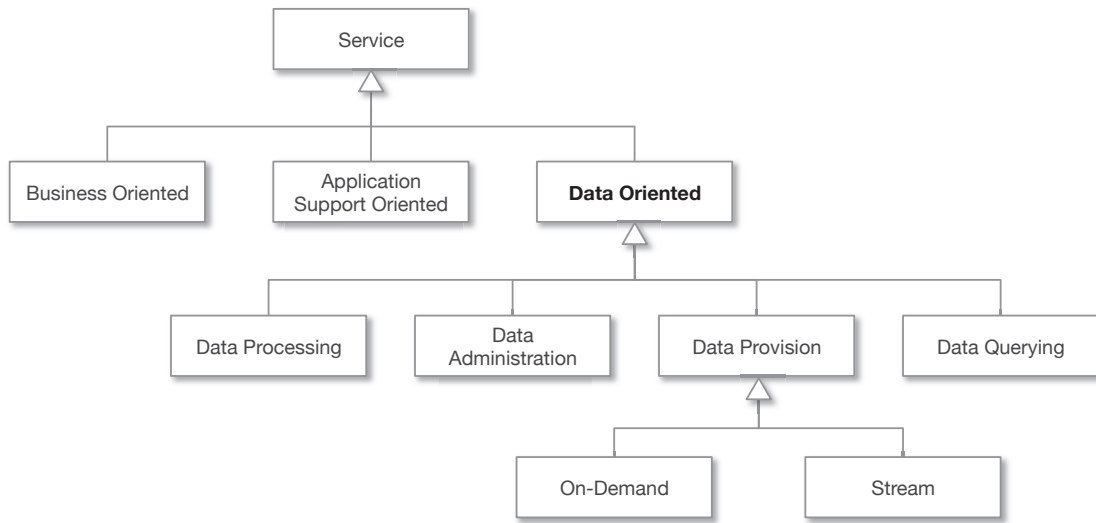 Service
Business Oriented
Application
Support Oriented
Data Oriented
Data Processing
Data
Administration
Data Provision
Data Querying
On-Demand
Stream